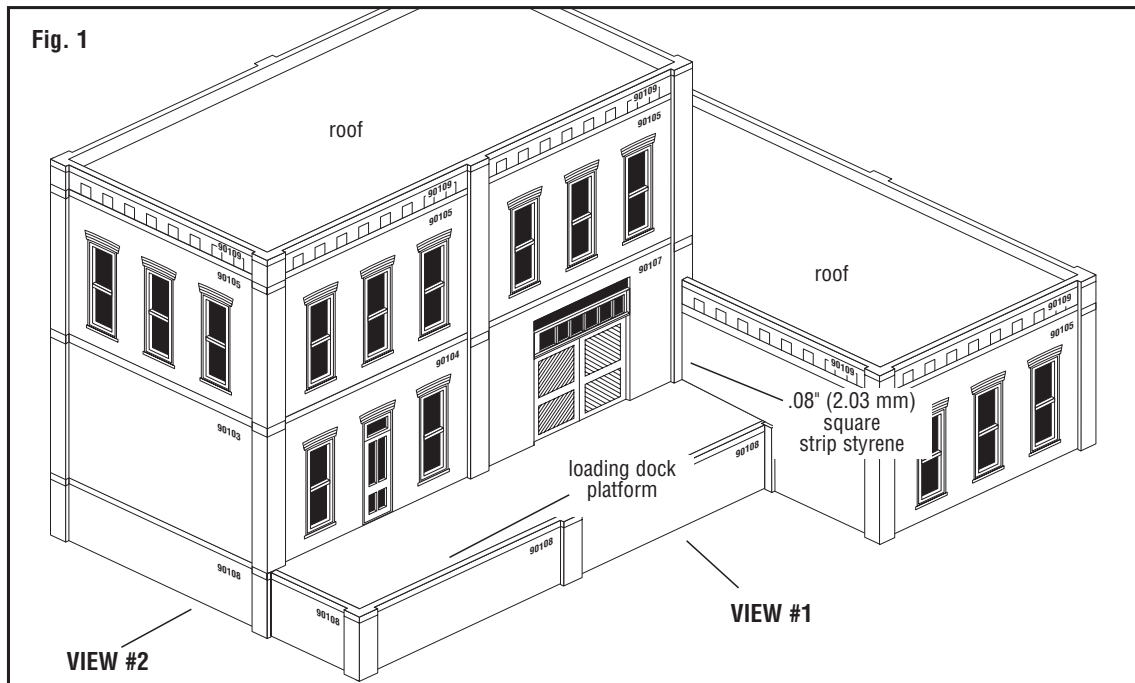 Fig. 1
90109
90105
roof
90109
90105
90109
90105
90107
roof
90109
90105
90104
90109
90103
.08" (2.03 mm)
square
strip styrene
90108
loading dock
platform
90108
90108
90108
VIEW #1
VIEW #2